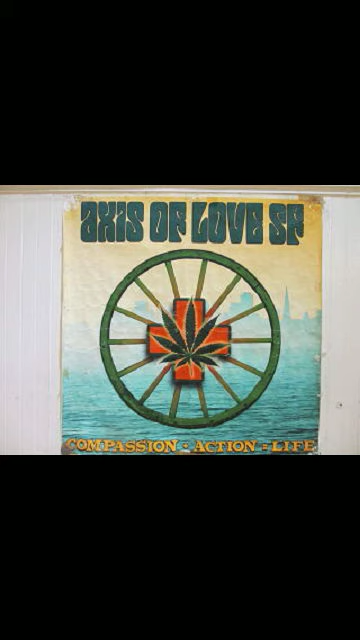 AXIS OF LOVE SF
COMPASSION + ACTION = LIFE